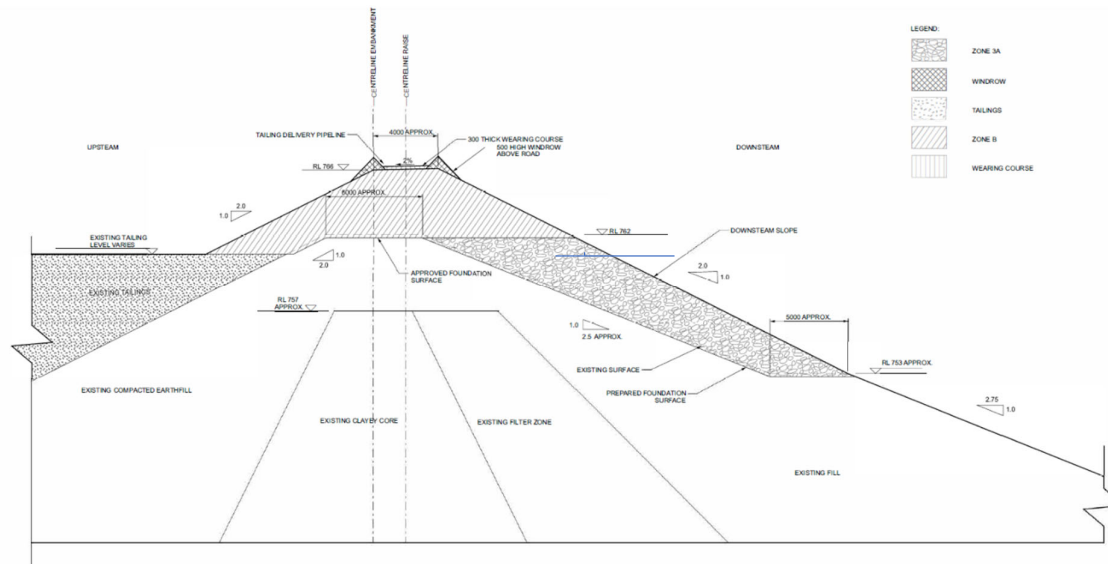 LEGEND:
ZONE 3A
WINDROW
TAILINGS
ZONE B
WEARING COURSE
CENTRELINE EMBANKMENT
CENTRELINE RAISE
UPSTEAM
DOWNSTEAM
TAILING DELIVERY PIPELINE
4000 APPROX.
300 THICK WEARING COURSE
500 HIGH WINDROW
ABOVE ROAD
2%
RL 766
6000 APPROX.
2.0
1.0
EXISTING TAILING
LEVEL VARIES
RL 762
DOWNSTREAM SLOPE
1.0
2.0
APPROVED FOUNDATION
SURFACE
2.0
1.0
EXISTING TAILINGS
RL 757
APPROX.
5000 APPROX.
1.0
2.5 APPROX.
RL 753 APPROX.
EXISTING SURFACE
PREPARED FOUNDATION
SURFACE
EXISTING COMPACTED EARTHFILL
EXISTING CLAYEY CORE
EXISTING FILTER ZONE
2.75
1.0
EXISTING FILL